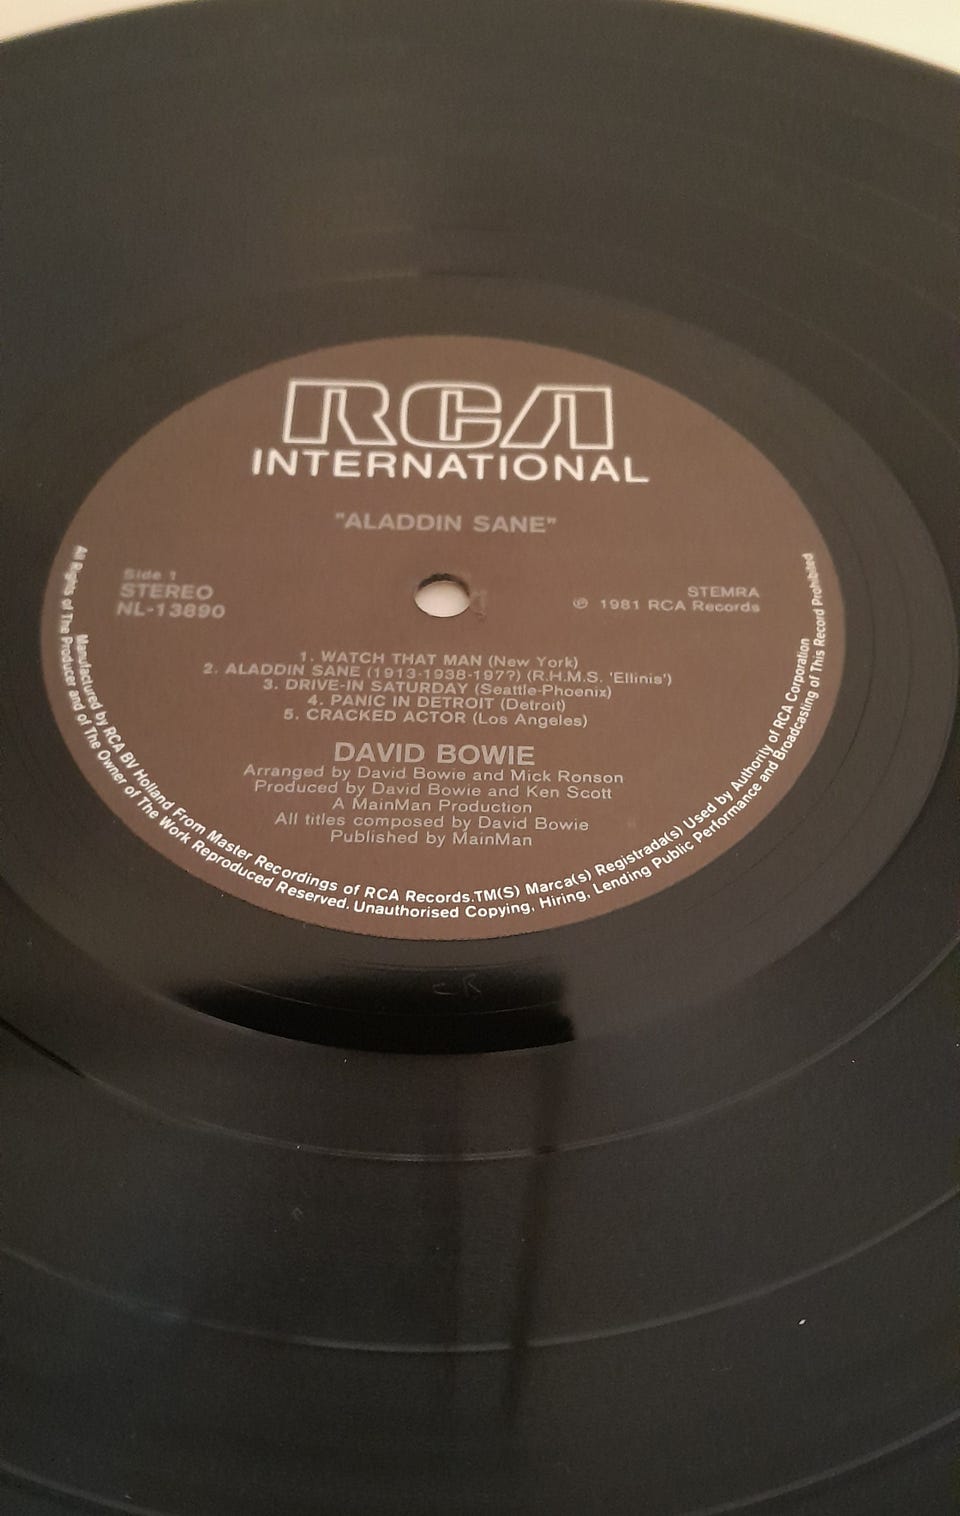 RCA
INTERNATIONAL
"ALADDIN SANE"
Side 1
STEREO
NL-13890
STEMRA
℗ 1981 RCA Records
1. WATCH THAT MAN (New York)
2. ALADDIN SANE (1913-1938-197?) (R.H.M.S. 'Ellinis')
3. DRIVE-IN SATURDAY (Seattle-Phoenix)
4. PANIC IN DETROIT (Detroit)
5. CRACKED ACTOR (Los Angeles)
DAVID BOWIE
Arranged by David Bowie and Mick Ronson
Produced by David Bowie and Ken Scott
A MainMan Production
All titles composed by David Bowie
Published by MainMan
Manufactured by RCA BV Holland From Master Recordings of RCA Records.TM(S) Marca(s) Registrada(s) Used by Authority of RCA Corporation
All Rights of The Producer and of The Owner of The Work Reproduced Reserved. Unauthorised Copying, Hiring, Lending Public Performance and Broadcasting of This Record Prohibited